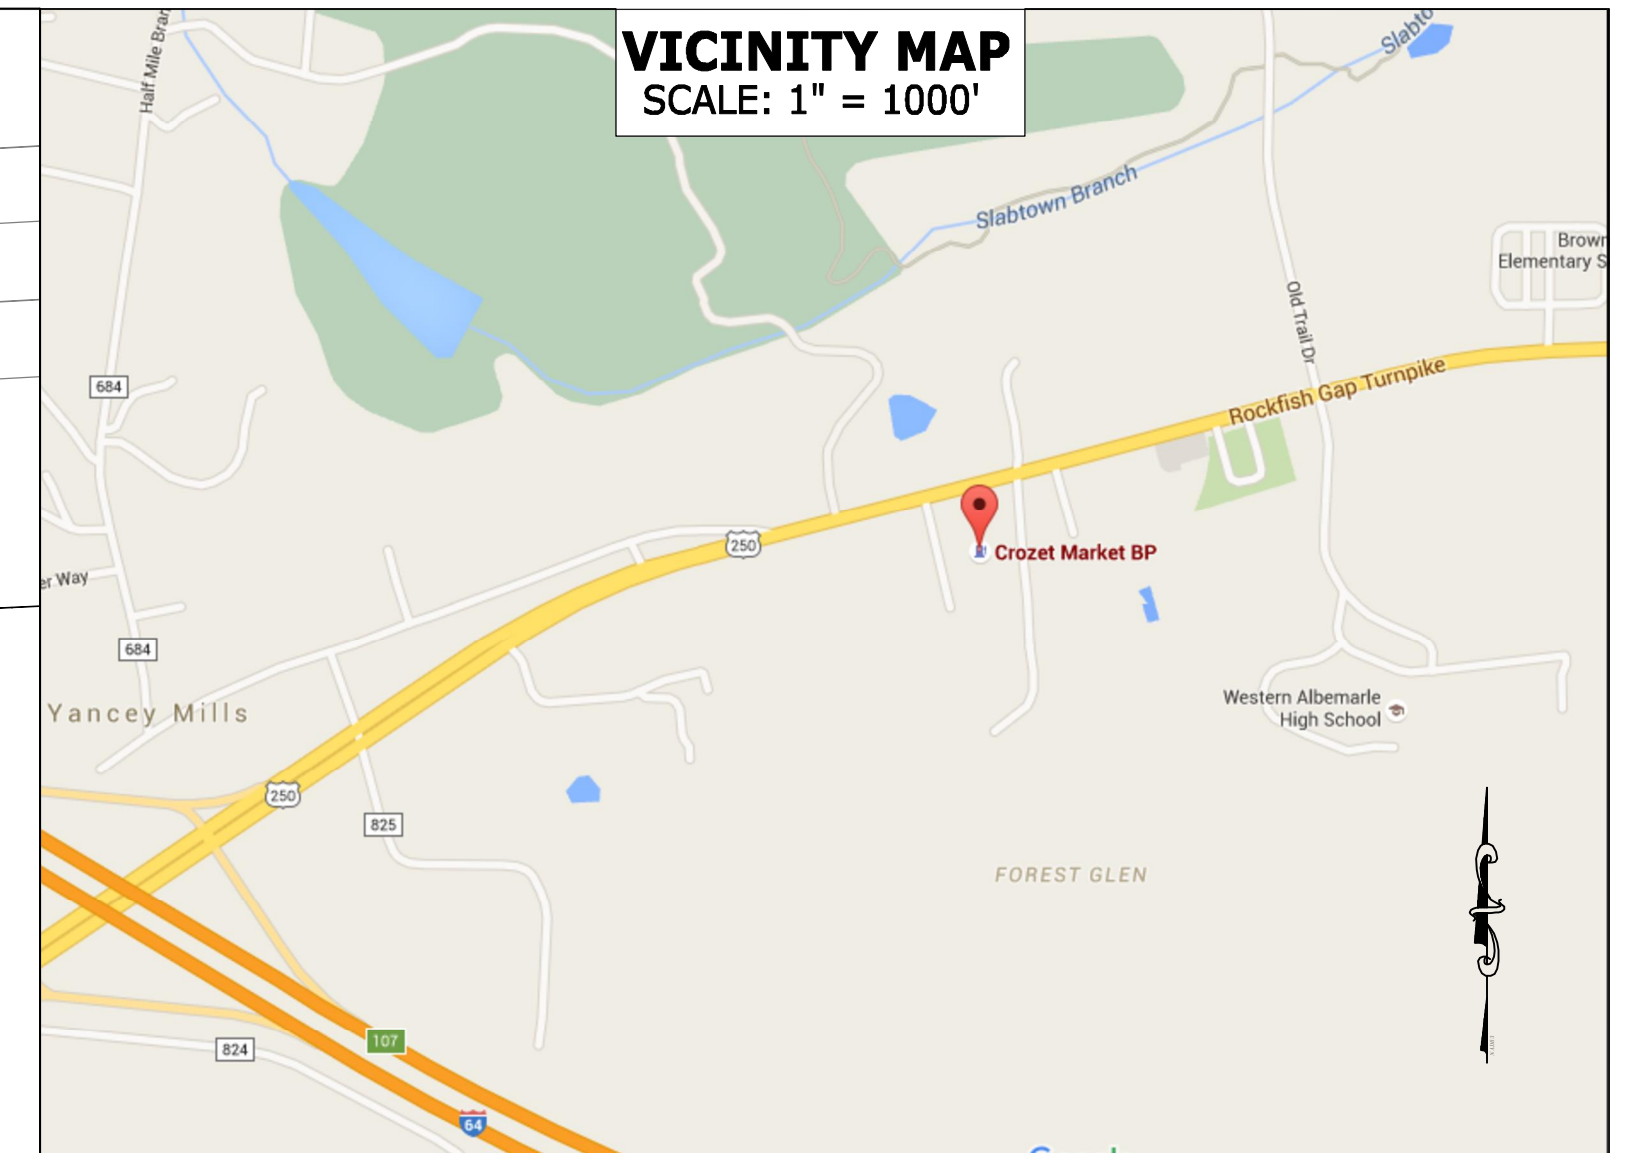 VICINITY MAP
SCALE: 1" = 1000'
Half Mile Bran
Slabto
Slabtown Branch
Brown
Elementary S
Old Trail Dr
684
Rockfish Gap Turnpike
250
Crozet Market BP
er Way
684
Yancey Mills
Western Albemarle
High School
250
825
FOREST GLEN
107
824
64